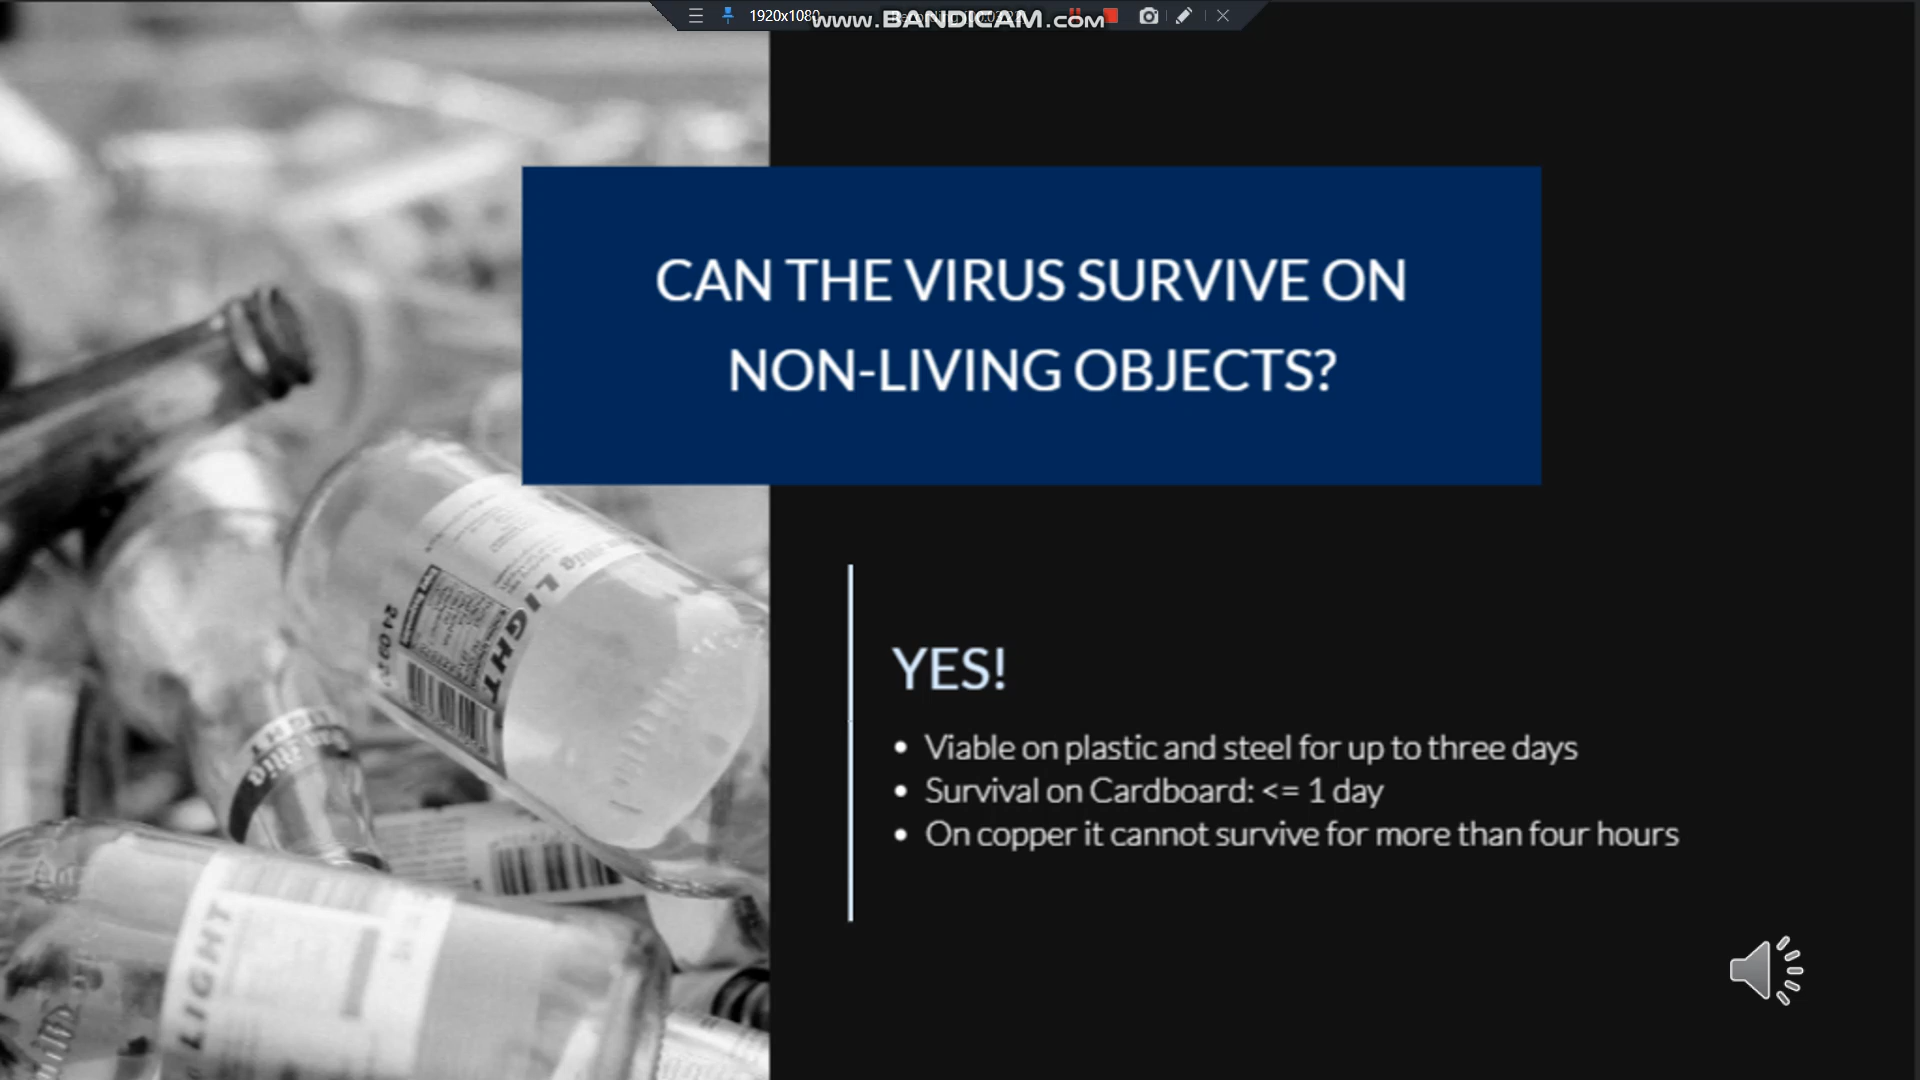 1920x1080
www.BANDICAM.com
CAN THE VIRUS SURVIVE ON
NON-LIVING OBJECTS?
LIGHT
YES!
• Viable on plastic and steel for up to three days
• Survival on Cardboard: <= 1 day
• On copper it cannot survive for more than four hours
LIGHT